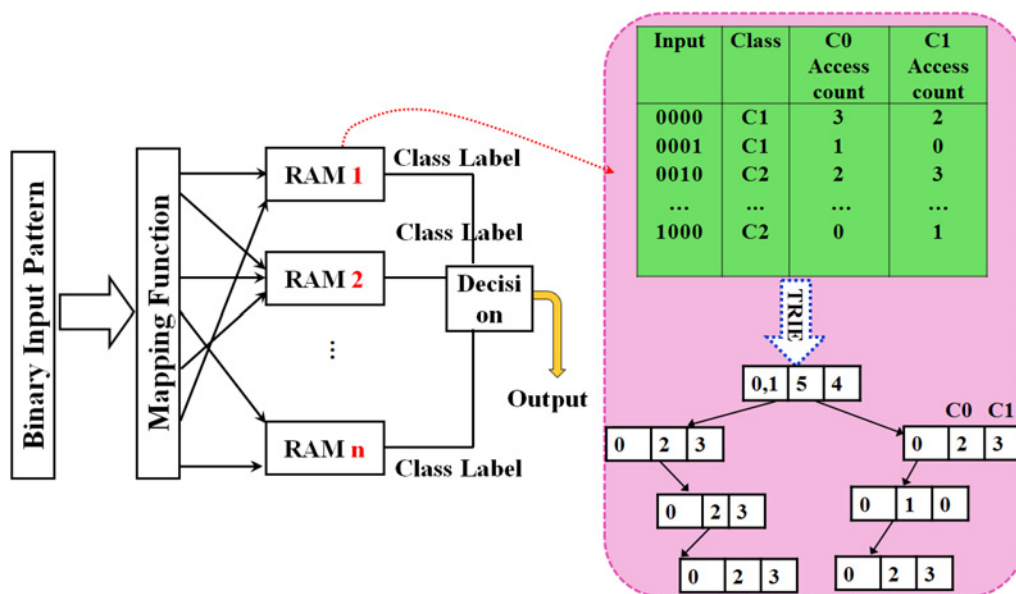 Binary Input Pattern
Mapping Function
RAM 1
Class Label
RAM 2
Class Label
...
RAM n
Class Label
Decisi
on
Output
Input Class C0 C1
Access Access
count count
0000 C1 3 2
0001 C1 1 0
0010 C2 2 3
... ... ... ...
1000 C2 0 1
TRIE
0,1 5 4
C0 C1
0 2 3
0 2 3
0 2 3
0 1 0
0 2 3
0 2 3